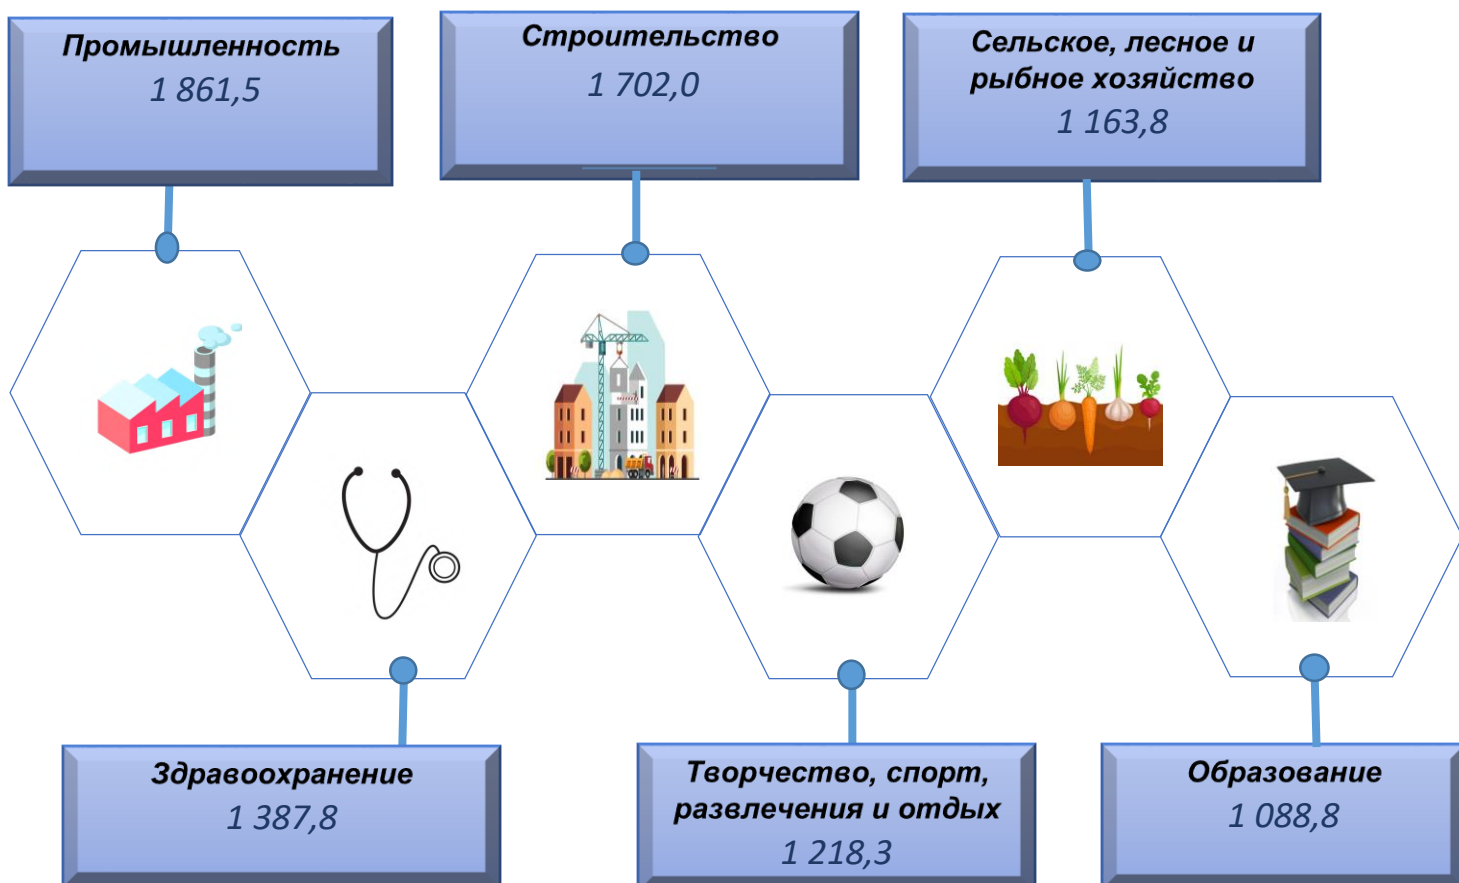 Промышленность
1 861,5
Строительство
1 702,0
Сельское, лесное и
рыбное хозяйство
1 163,8
Здравоохранение
1 387,8
Творчество, спорт,
развлечения и отдых
1 218,3
Образование
1 088,8